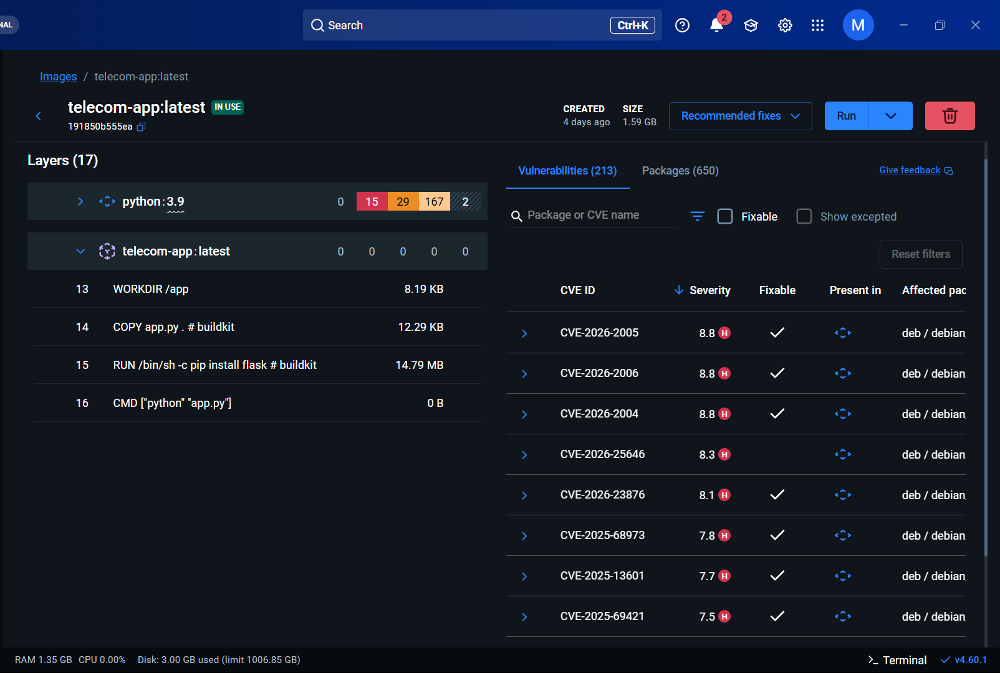 NAL
Search
Ctrl+K
2
M
Images / telecom-app:latest
telecom-app:latest IN USE
191850b555ea
CREATED
4 days ago
SIZE
1.59 GB
Recommended fixes
Run
Layers (17)
python:3.9 0 15 29 167 2
telecom-app:latest 0 0 0 0 0
13 WORKDIR /app 8.19 KB
14 COPY app.py . # buildkit 12.29 KB
15 RUN /bin/sh -c pip install flask # buildkit 14.79 MB
16 CMD ["python" "app.py"] 0 B
Vulnerabilities (213) Packages (650) Give feedback
Package or CVE name Fixable Show excepted
Reset filters
CVE ID Severity Fixable Present in Affected pac
CVE-2026-2005 8.8 H deb / debian
CVE-2026-2006 8.8 H deb / debian
CVE-2026-2004 8.8 H deb / debian
CVE-2026-25646 8.3 H deb / debian
CVE-2026-23876 8.1 H deb / debian
CVE-2025-68973 7.8 H deb / debian
CVE-2025-13601 7.7 H deb / debian
CVE-2025-69421 7.5 H deb / debian
RAM 1.35 GB CPU 0.00% Disk: 3.00 GB used (limit 1006.85 GB) Terminal v4.60.1